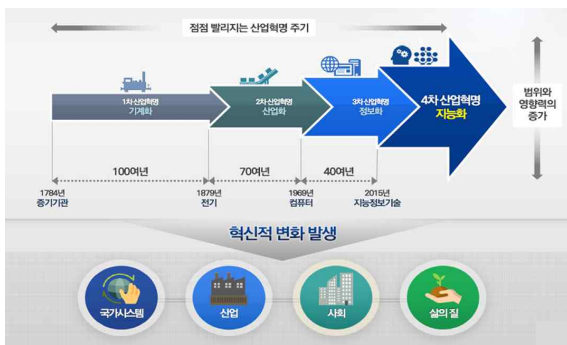 점점 빨리지는 산업혁명 주기
1차 산업혁명
기계화
2차 산업혁명
산업화
3차 산업혁명
정보화
4차 산업혁명
지능화
범위와
영향력의
증가
100여년
70여년
40여년
1784년
증기기관
1879년
전기
1969년
컴퓨터
2015년
지능정보기술
혁신적 변화 발생
국가시스템
산업
사회
삶의 질